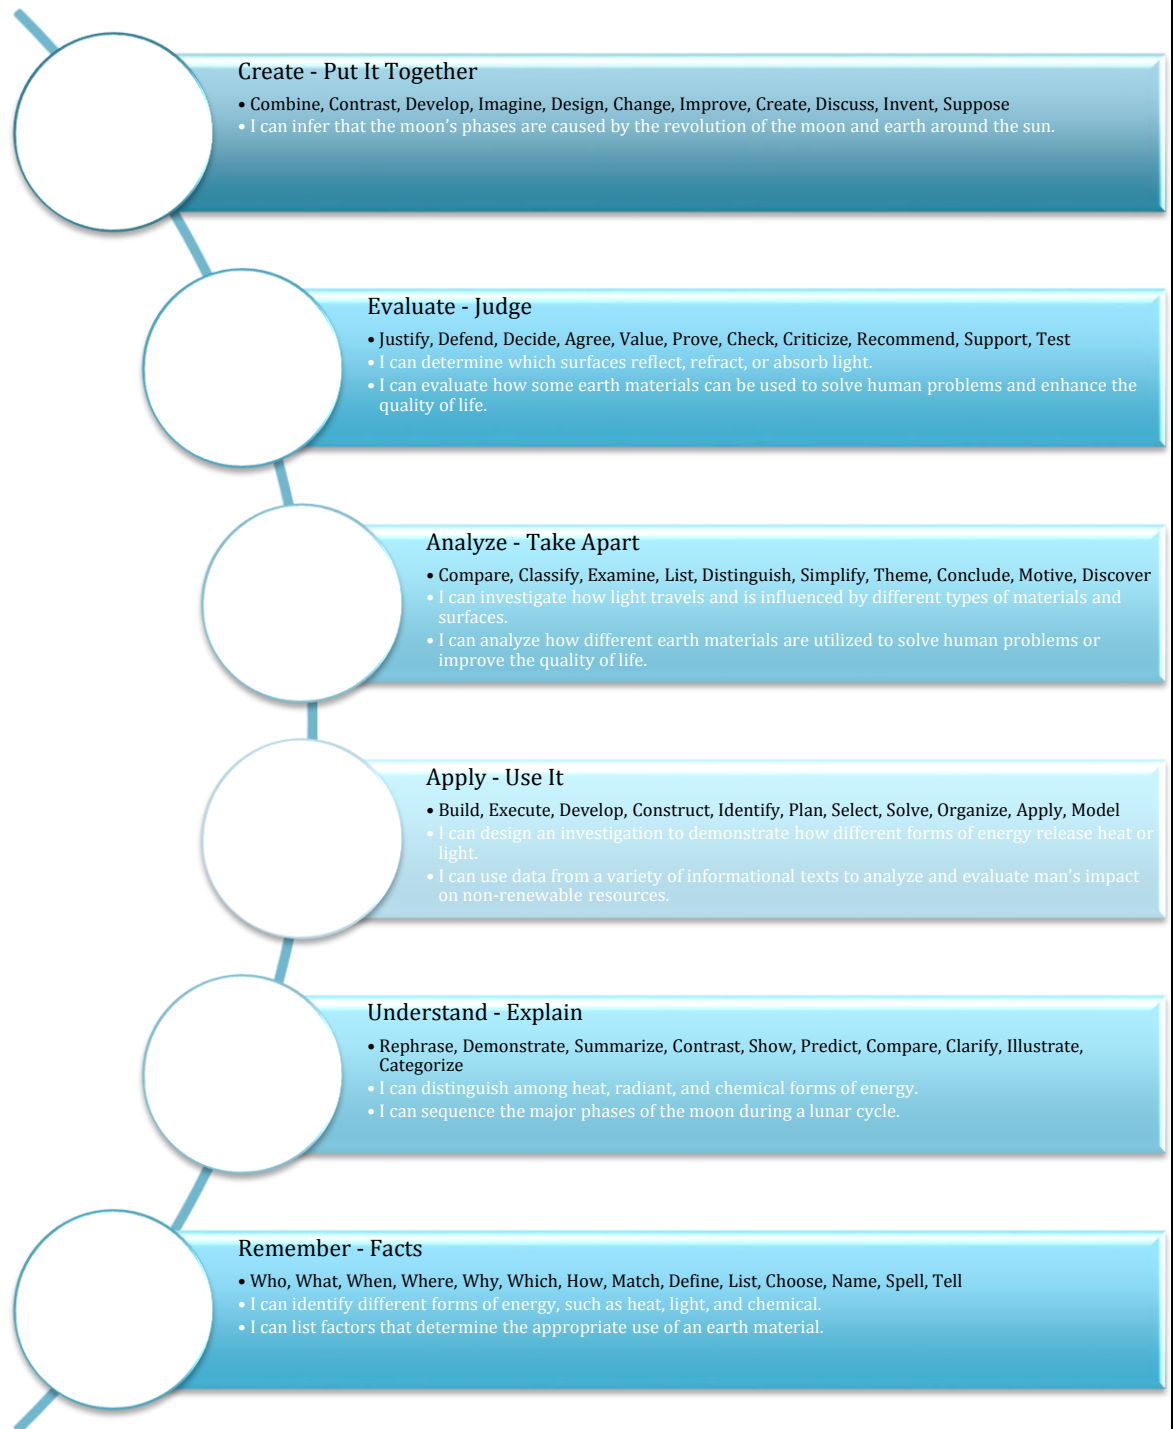 Create - Put It Together
• Combine, Contrast, Develop, Imagine, Design, Change, Improve, Create, Discuss, Invent, Suppose
• I can infer that the moon’s phases are caused by the revolution of the moon and earth around the sun.
Evaluate - Judge
• Justify, Defend, Decide, Agree, Value, Prove, Check, Criticize, Recommend, Support, Test
• I can determine which surfaces reflect, refract, or absorb light.
• I can evaluate how some earth materials can be used to solve human problems and enhance the
quality of life.
Analyze - Take Apart
• Compare, Classify, Examine, List, Distinguish, Simplify, Theme, Conclude, Motive, Discover
• I can investigate how light travels and is influenced by different types of materials and
surfaces.
• I can analyze how different earth materials are utilized to solve human problems or
improve the quality of life.
Apply - Use It
• Build, Execute, Develop, Construct, Identify, Plan, Select, Solve, Organize, Apply, Model
• I can design an investigation to demonstrate how different forms of energy release heat or
light.
• I can use data from a variety of informational texts to analyze and evaluate man’s impact
on non-renewable resources.
Understand - Explain
• Rephrase, Demonstrate, Summarize, Contrast, Show, Predict, Compare, Clarify, Illustrate,
Categorize
• I can distinguish among heat, radiant, and chemical forms of energy.
• I can sequence the major phases of the moon during a lunar cycle.
Remember - Facts
• Who, What, When, Where, Why, Which, How, Match, Define, List, Choose, Name, Spell, Tell
• I can identify different forms of energy, such as heat, light, and chemical.
• I can list factors that determine the appropriate use of an earth material.